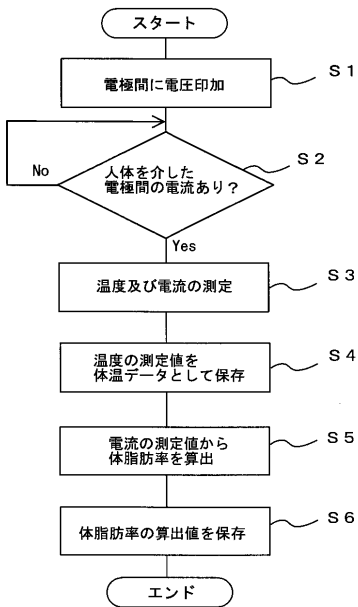 スタート
電極間に電圧印加
S1
人体を介した
電極間の電流あり?
S2
No
Yes
温度及び電流の測定
S3
温度の測定値を
体温データとして保存
S4
電流の測定値から
体脂肪率を算出
S5
体脂肪率の算出値を保存
S6
エンド